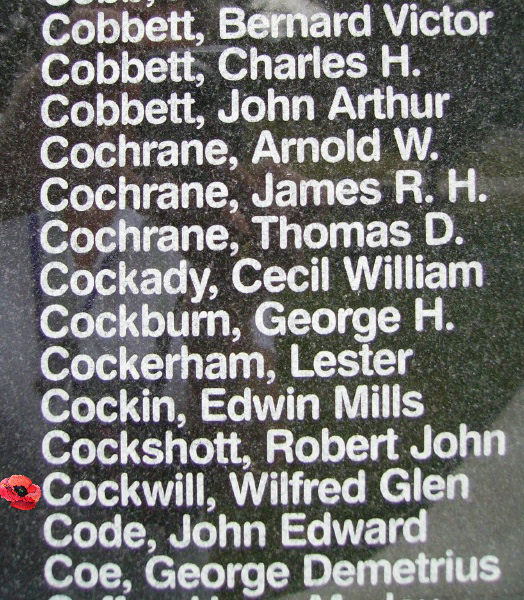 Cobbett, Bernard Victor
Cobbett, Charles H.
Cobbett, John Arthur
Cochrane, Arnold W.
Cochrane, James R. H.
Cochrane, Thomas D.
Cockady, Cecil William
Cockburn, George H.
Cockerham, Lester
Cockin, Edwin Mills
Cockshott, Robert John
Cockwill, Wilfred Glen
Code, John Edward
Coe, George Demetrius